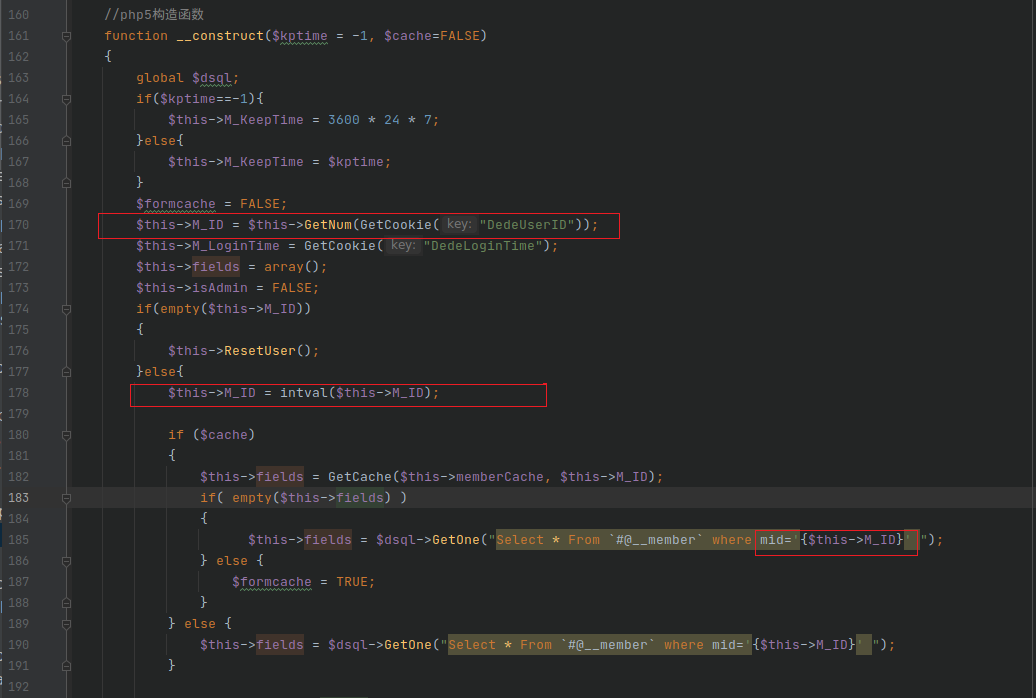 160 //php5构造函数
161 function __construct($kptime = -1, $cache=FALSE)
162 {
163 global $dsql;
164 if($kptime==-1){
165 $this->M_KeepTime = 3600 * 24 * 7;
166 }else{
167 $this->M_KeepTime = $kptime;
168 }
169 $formcache = FALSE;
170 $this->M_ID = $this->GetNum(GetCookie( key: "DedeUserID"));
171 $this->M_LoginTime = GetCookie( key: "DedeLoginTime");
172 $this->fields = array();
173 $this->isAdmin = FALSE;
174 if(empty($this->M_ID))
175 {
176 $this->ResetUser();
177 }else{
178 $this->M_ID = intval($this->M_ID);
179
180 if ($cache)
181 {
182 $this->fields = GetCache($this->memberCache, $this->M_ID);
183 if( empty($this->fields) )
184 {
185 $this->fields = $dsql->GetOne("Select * From `#@__member` where mid='{$this->M_ID}' ");
186 } else {
187 $formcache = TRUE;
188 }
189 } else {
190 $this->fields = $dsql->GetOne("Select * From `#@__member` where mid='{$this->M_ID}' ");
191 }
192